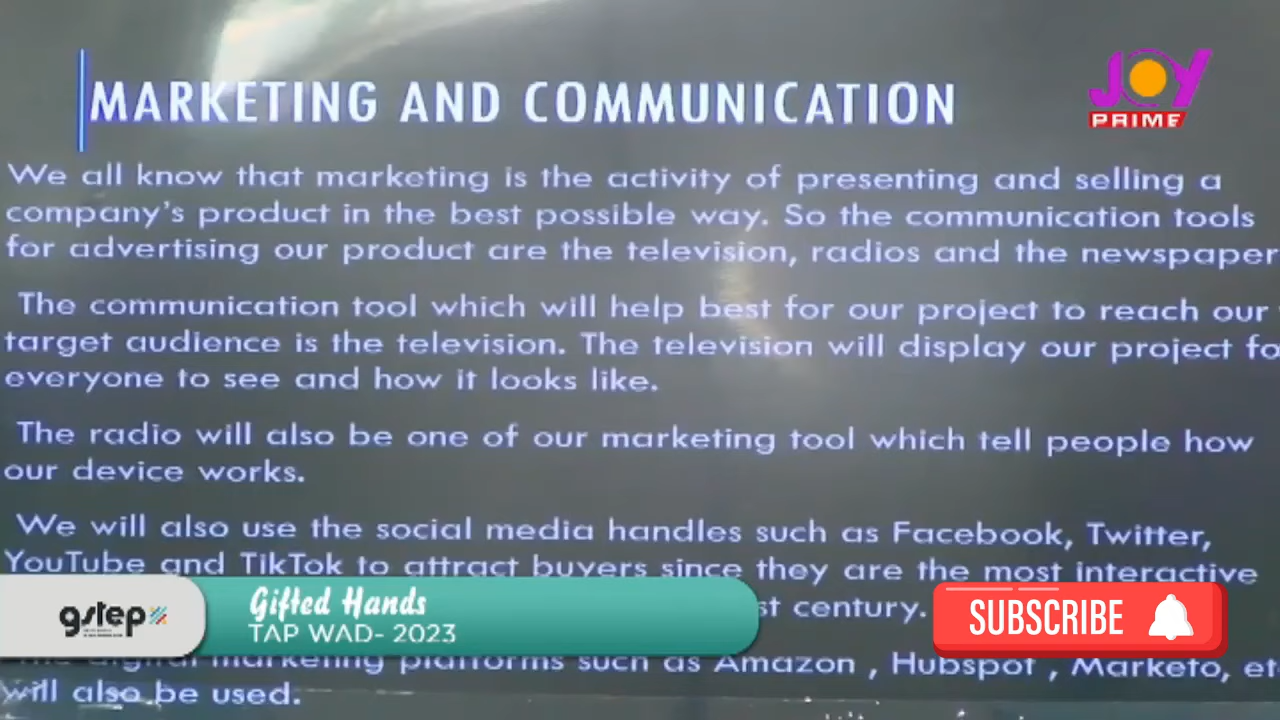 MARKETING AND COMMUNICATION
JOY
PRIME
We all know that marketing is the activity of presenting and selling a
company's product in the best possible way. So the communication tools
for advertising our product are the television, radios and the newspaper
The communication tool which will help best for our project to reach our
target audience is the television. The television will display our project fo
everyone to see and how it looks like.
The radio will also be one of our marketing tool which tell people how
our device works.
We will also use the social media handles such as Facebook, Twitter,
YouTube and TikTok to attract buyers since they are the most interactive
st century.
The digital marketing platforms such as Amazon , Hubspot , Marketo, et
will also be used.
gstep
Gifted Hands
TAP WAD- 2023
SUBSCRIBE